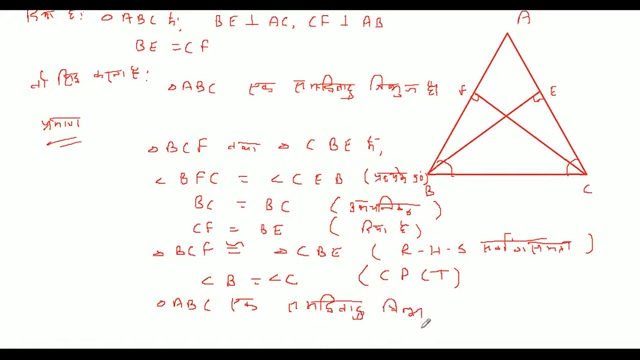 दिया है: △ABC में BE ⊥ AC, CF ⊥ AB
BE = CF
तो सिद्ध करना है: △ABC एक समद्विबाहु त्रिभुज है।
प्रमाण
△BCF तथा △CBE में,
∠BFC = ∠CEB (प्रत्येक 90)
BC = BC (उभयनिष्ठ)
CF = BE (दिया है)
△BCF ≅ △CBE (R-H-S सर्वांगसमता)
∠B = ∠C (CPCT)
△ABC एक समद्विबाहु त्रिभु
A
F E
B C